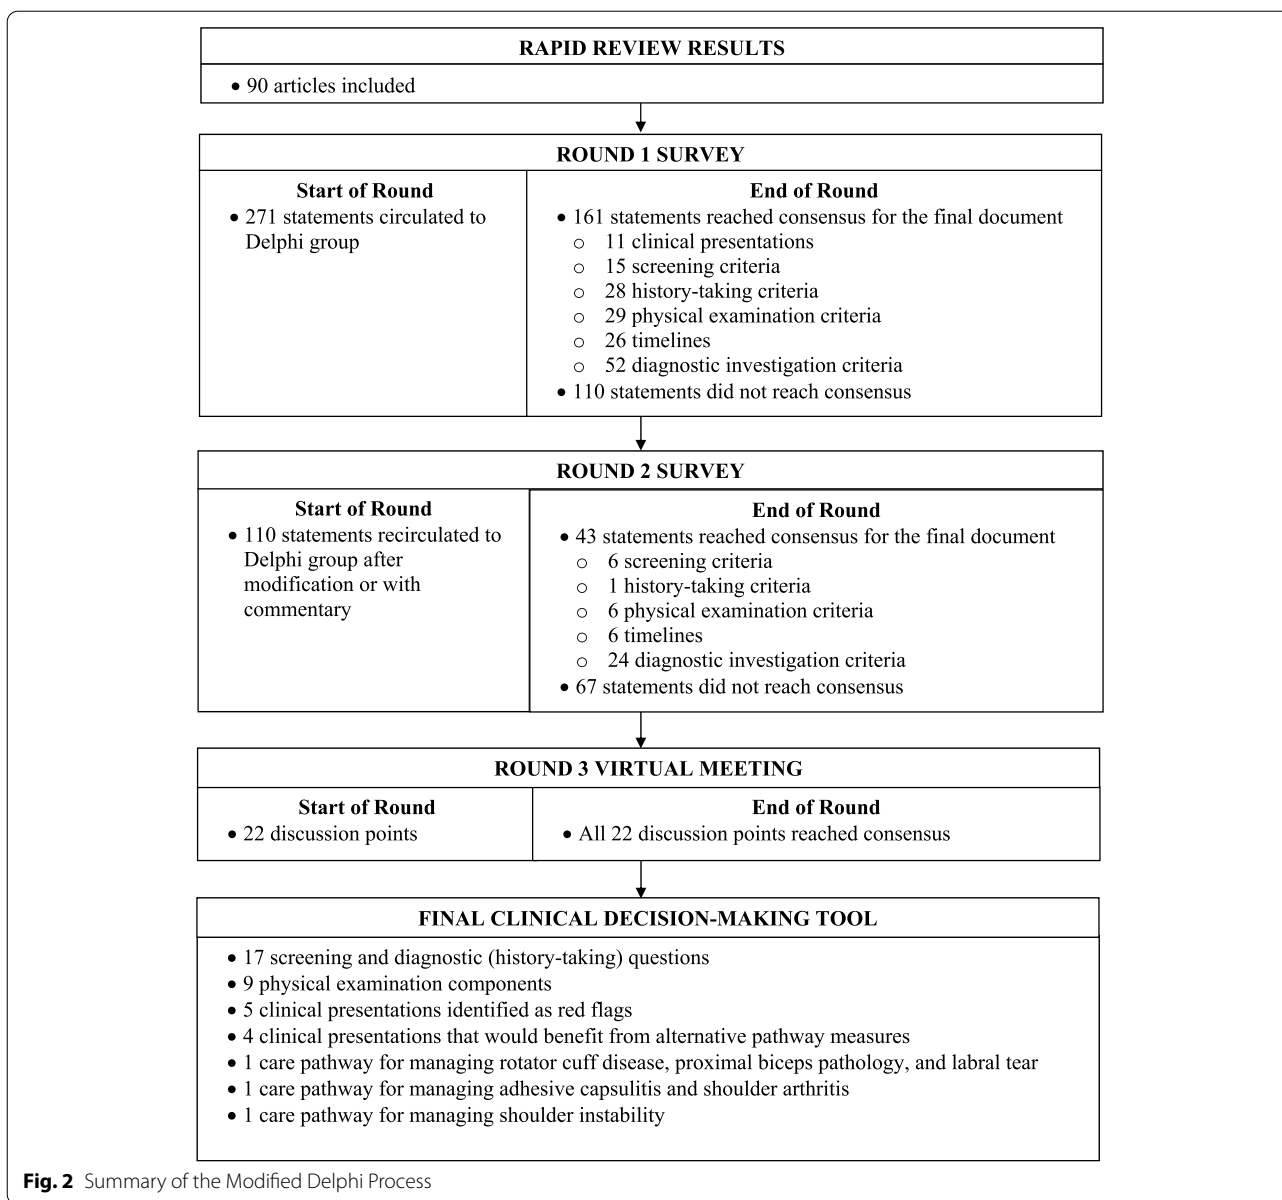 RAPID REVIEW RESULTS
• 90 articles included
ROUND 1 SURVEY
Start of Round
• 271 statements circulated to
Delphi group
End of Round
• 161 statements reached consensus for the final document
o 11 clinical presentations
o 15 screening criteria
o 28 history-taking criteria
o 29 physical examination criteria
o 26 timelines
o 52 diagnostic investigation criteria
• 110 statements did not reach consensus
ROUND 2 SURVEY
Start of Round
• 110 statements recirculated to
Delphi group after
modification or with
commentary
End of Round
• 43 statements reached consensus for the final document
o 6 screening criteria
o 1 history-taking criteria
o 6 physical examination criteria
o 6 timelines
o 24 diagnostic investigation criteria
• 67 statements did not reach consensus
ROUND 3 VIRTUAL MEETING
Start of Round
• 22 discussion points
End of Round
• All 22 discussion points reached consensus
FINAL CLINICAL DECISION-MAKING TOOL
• 17 screening and diagnostic (history-taking) questions
• 9 physical examination components
• 5 clinical presentations identified as red flags
• 4 clinical presentations that would benefit from alternative pathway measures
• 1 care pathway for managing rotator cuff disease, proximal biceps pathology, and labral tear
• 1 care pathway for managing adhesive capsulitis and shoulder arthritis
• 1 care pathway for managing shoulder instability
Fig. 2 Summary of the Modified Delphi Process